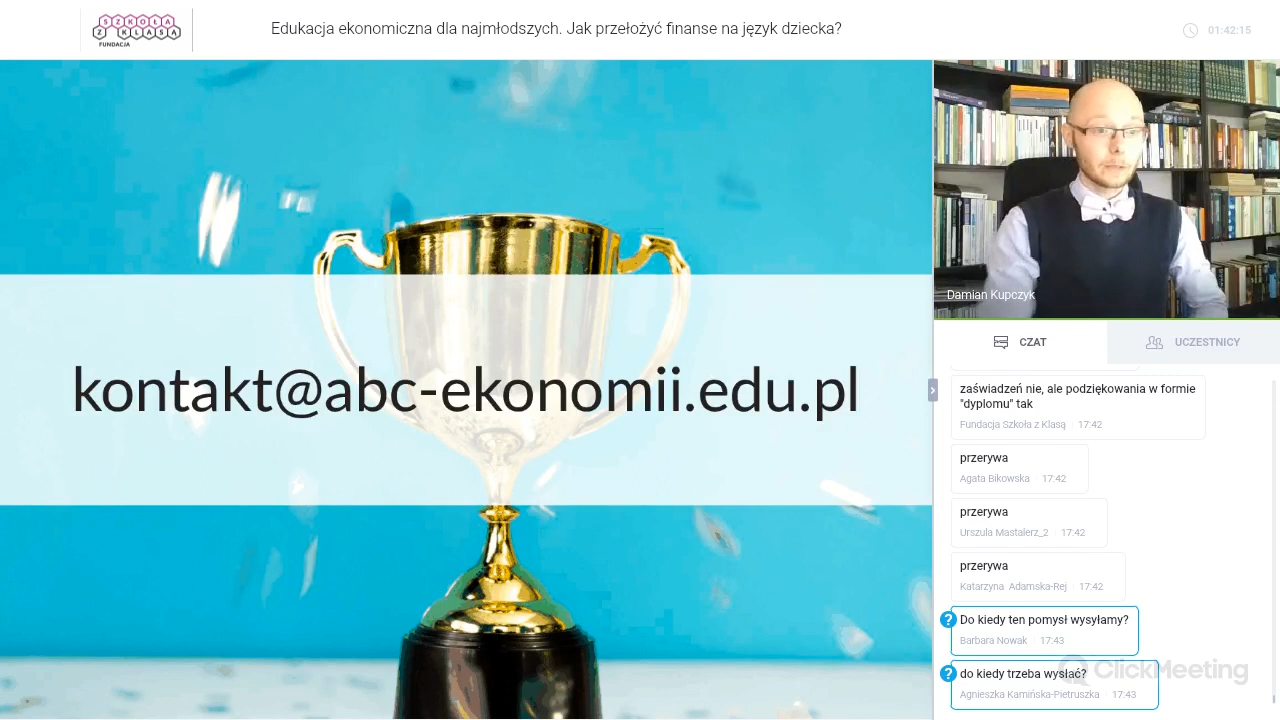 SZKOŁA
Z KLASĄ
FUNDACJA
Edukacja ekonomiczna dla najmłodszych. Jak przełożyć finanse na język dziecka?
01:42:15
kontakt@abc-ekonomii.edu.pl
Damian Kupczyk
CZAT
UCZESTNICY
zaświadzeń nie, ale podziękowania w formie
"dyplomu" tak
Fundacja Szkoła z Klasą 17:42
przerywa
Agata Bikowska 17:42
przerywa
Urszula Mastalerz_2 17:42
przerywa
Katarzyna Adamska-Rej 17:42
? Do kiedy ten pomysł wysyłamy?
Barbara Nowak 17:43
? do kiedy trzeba wysłać?
Agnieszka Kamińska-Pietruszka 17:43
ClickMeeting